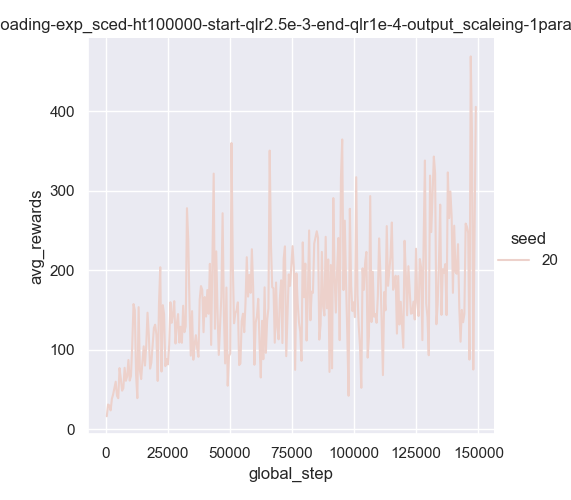 oading-exp_sced-ht100000-start-qlr2.5e-3-end-qlr1e-4-output_scaleing-1para
400
300
200
100
0
avg_rewards
0 25000 50000 75000 100000 125000 150000
global_step
seed
20